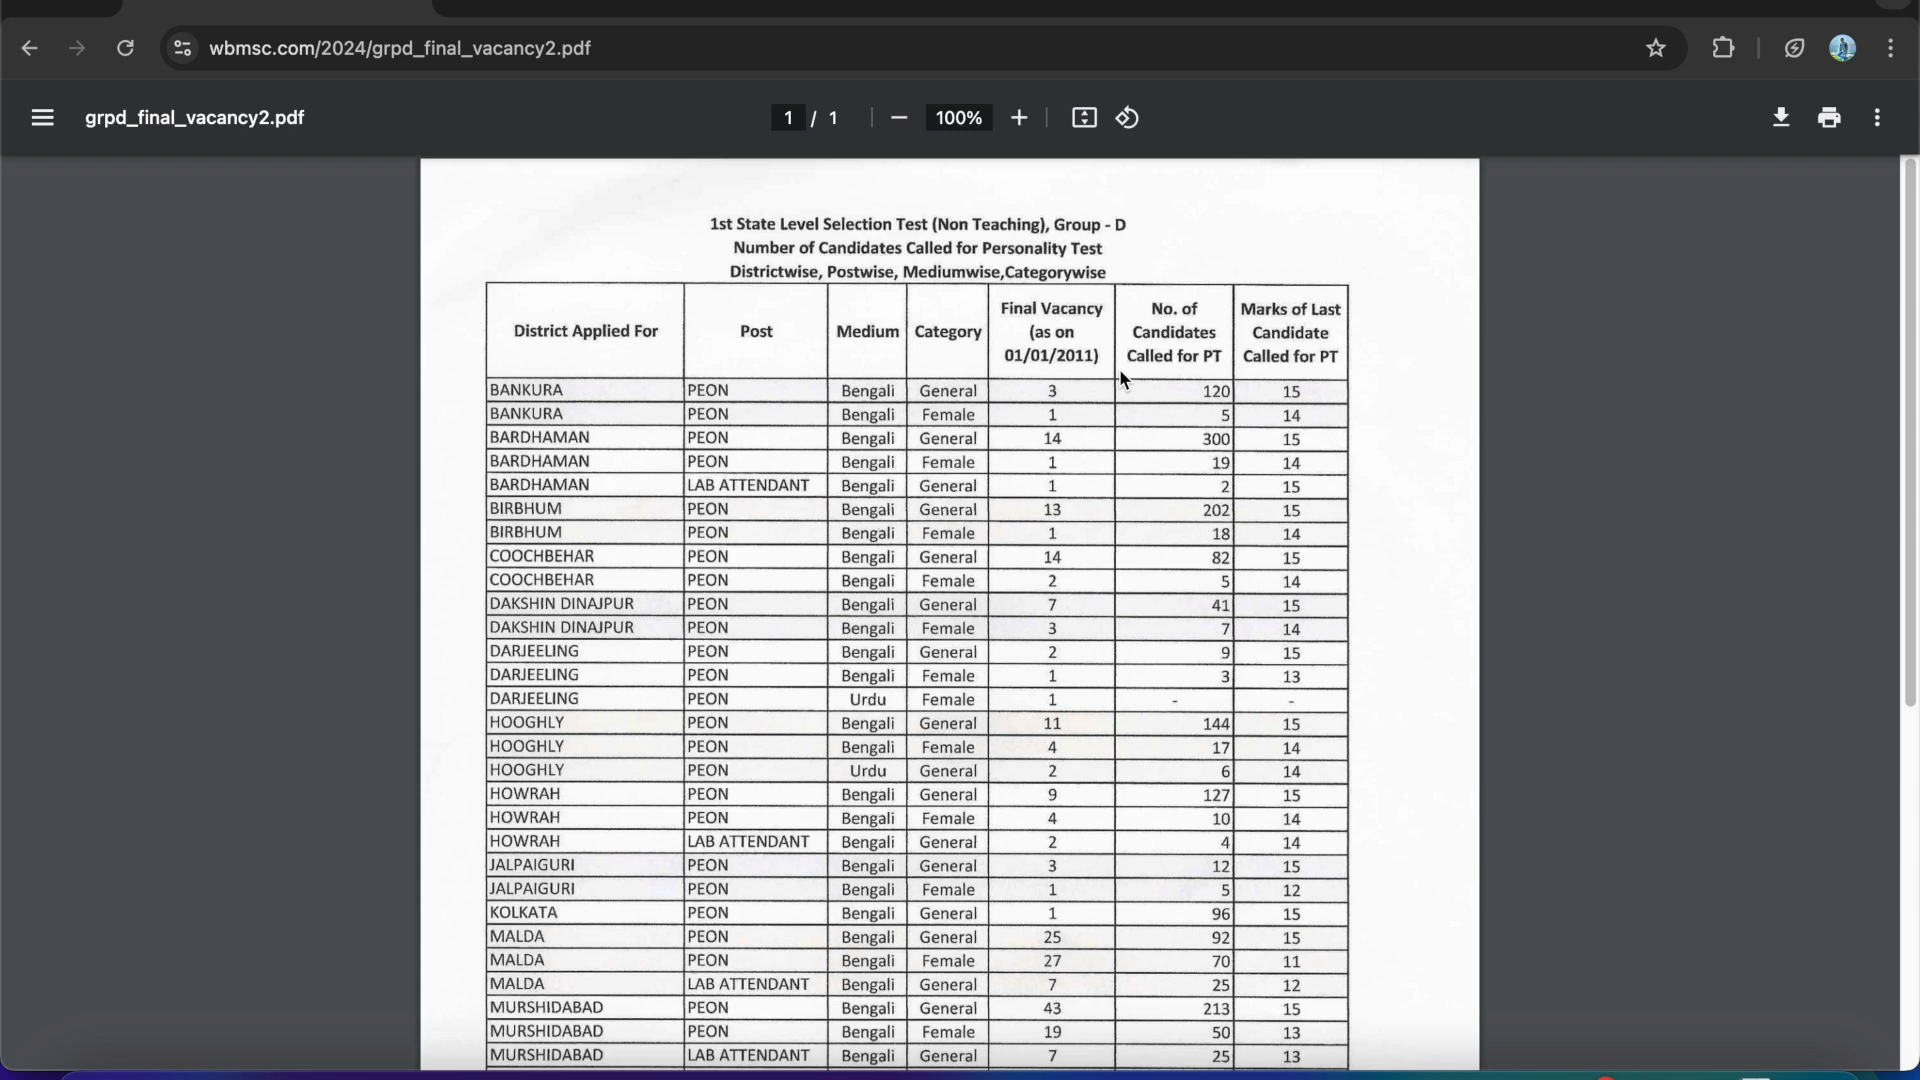 wbmsc.com/2024/grpd_final_vacancy2.pdf
grpd_final_vacancy2.pdf 1 / 1 100%
1st State Level Selection Test (Non Teaching), Group - D
Number of Candidates Called for Personality Test
Districtwise, Postwise, Mediumwise,Categorywise
District Applied For Post Medium Category Final Vacancy (as on 01/01/2011) No. of Candidates Called for PT Marks of Last Candidate Called for PT
BANKURA PEON Bengali General 3 120 15
BANKURA PEON Bengali Female 1 5 14
BARDHAMAN PEON Bengali General 14 300 15
BARDHAMAN PEON Bengali Female 1 19 14
BARDHAMAN LAB ATTENDANT Bengali General 1 2 15
BIRBHUM PEON Bengali General 13 202 15
BIRBHUM PEON Bengali Female 1 18 14
COOCHBEHAR PEON Bengali General 14 82 15
COOCHBEHAR PEON Bengali Female 2 5 14
DAKSHIN DINAJPUR PEON Bengali General 7 41 15
DAKSHIN DINAJPUR PEON Bengali Female 3 7 14
DARJEELING PEON Bengali General 2 9 15
DARJEELING PEON Bengali Female 1 3 13
DARJEELING PEON Urdu Female 1 - -
HOOGHLY PEON Bengali General 11 144 15
HOOGHLY PEON Bengali Female 4 17 14
HOOGHLY PEON Urdu General 2 6 14
HOWRAH PEON Bengali General 9 127 15
HOWRAH PEON Bengali Female 4 10 14
HOWRAH LAB ATTENDANT Bengali General 2 4 14
JALPAIGURI PEON Bengali General 3 12 15
JALPAIGURI PEON Bengali Female 1 5 12
KOLKATA PEON Bengali General 1 96 15
MALDA PEON Bengali General 25 92 15
MALDA PEON Bengali Female 27 70 11
MALDA LAB ATTENDANT Bengali General 7 25 12
MURSHIDABAD PEON Bengali General 43 213 15
MURSHIDABAD PEON Bengali Female 19 50 13
MURSHIDABAD LAB ATTENDANT Bengali General 7 25 13